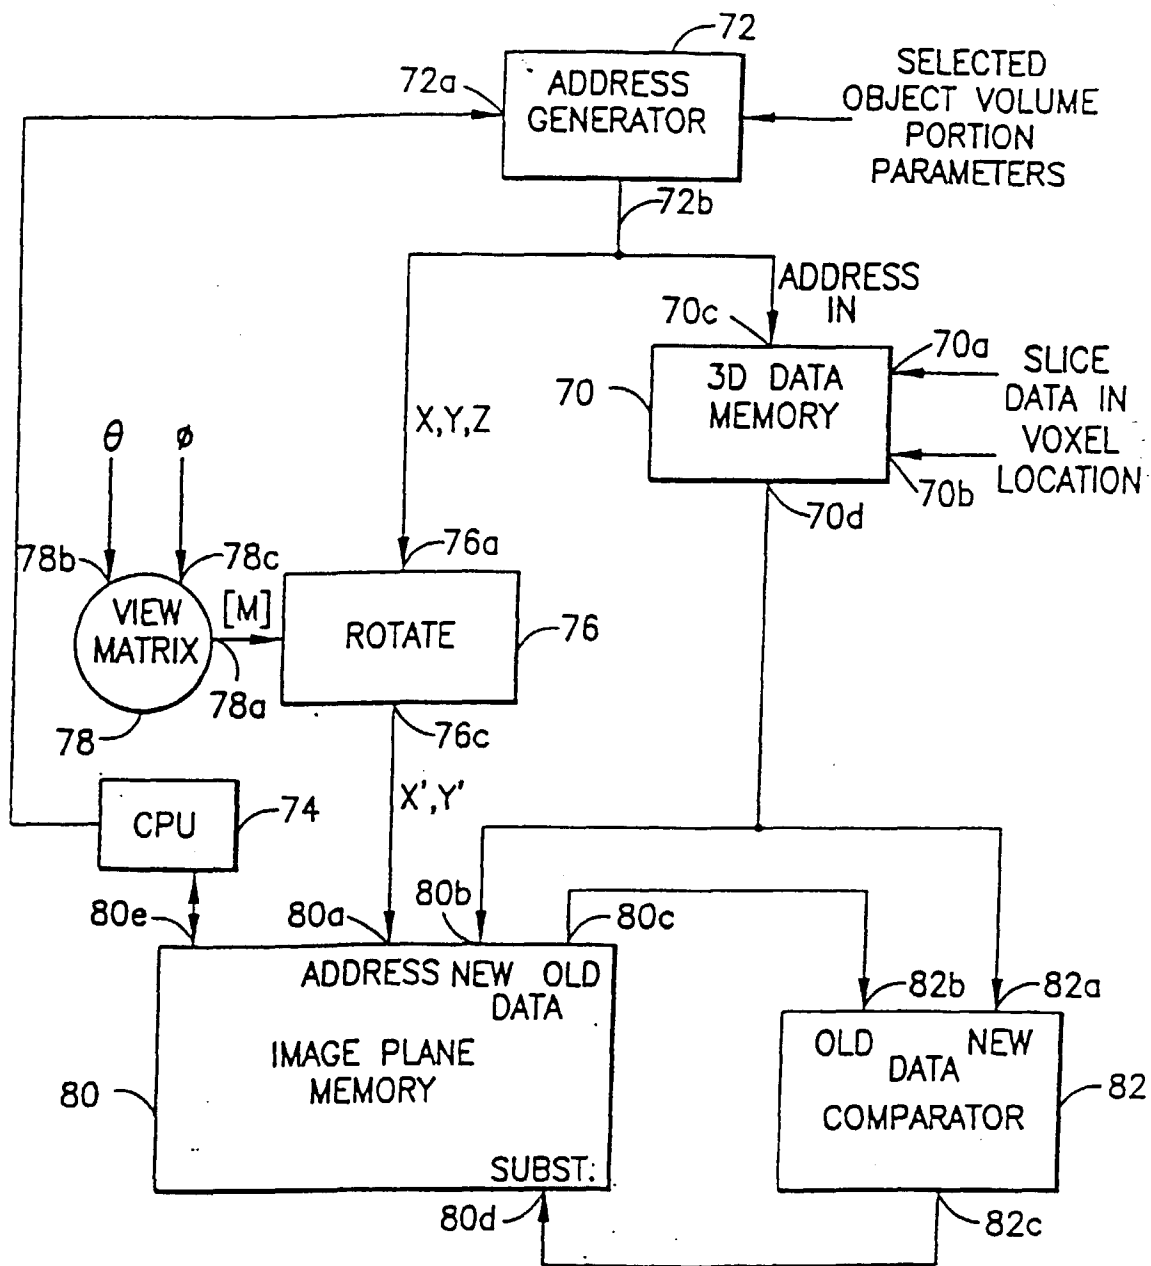 72
72a
ADDRESS
GENERATOR
SELECTED
OBJECT VOLUME
PORTION
PARAMETERS
72b
ADDRESS
IN
70c
70a
70
3D DATA
MEMORY
SLICE
DATA IN
VOXEL
LOCATION
70b
70d
X,Y,Z
θ
ø
78b
78c
76a
VIEW
MATRIX
[M]
ROTATE
76
78a
78
76c
X',Y'
CPU
74
80e
80a
80b
80c
ADDRESS NEW OLD
DATA
IMAGE PLANE
MEMORY
80
SUBST.
80d
82b
82a
OLD NEW
DATA
COMPARATOR
82
82c